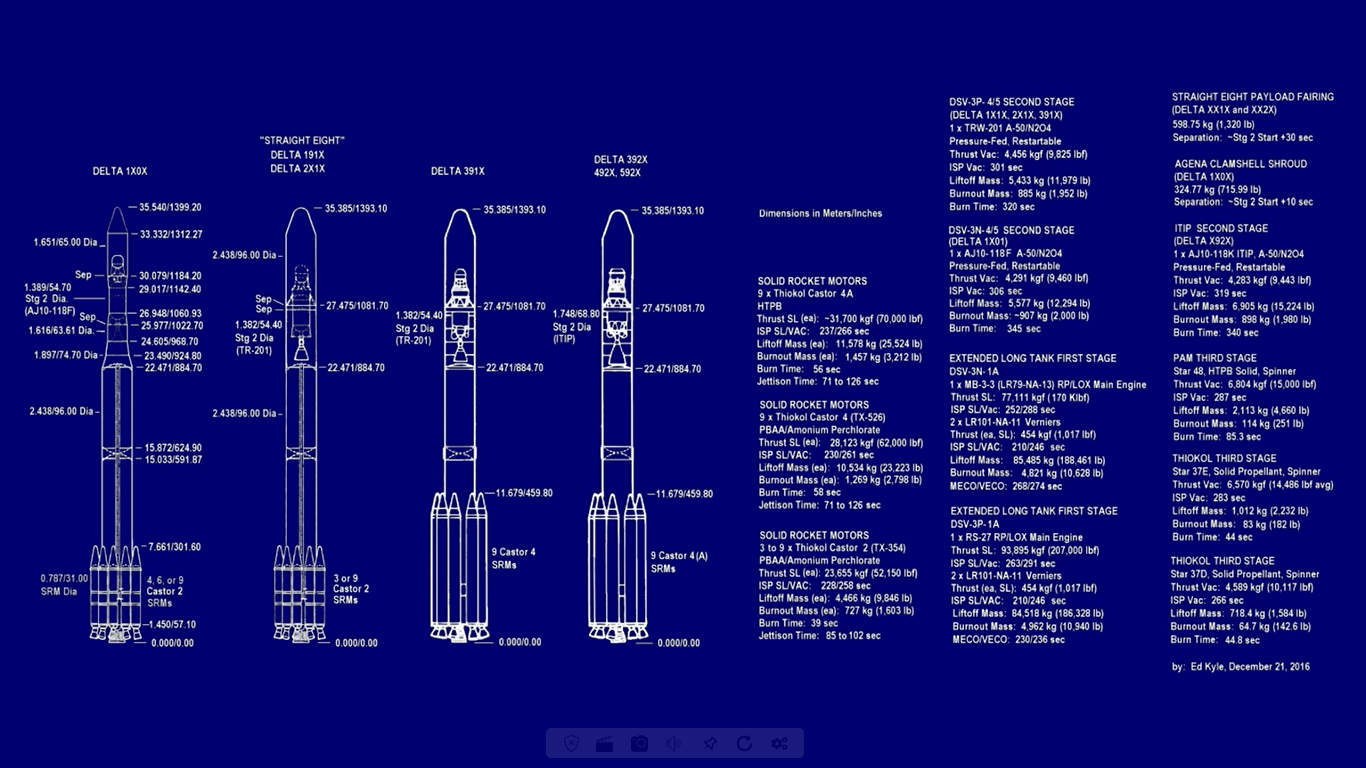 DELTA 1X0X
35.540/1399.20
33.332/1312.27
1.651/65.00 Dia
Sep
30.079/1184.20
1.389/54.70
Stg 2 Dia.
(AJ10-118F)
29.017/1142.40
26.948/1060.93
Sep
25.977/1022.70
1.616/63.61 Dia.
24.605/968.70
1.897/74.70 Dia
23.490/924.80
22.471/884.70
2.438/96.00 Dia
15.872/624.90
15.033/591.87
7.661/301.60
0.787/31.00
SRM Dia
4, 6, or 9
Castor 2
SRMs
1.450/57.10
0.000/0.00
"STRAIGHT EIGHT"
DELTA 191X
DELTA 2X1X
35.385/1393.10
2.438/96.00 Dia
Sep
Sep
27.475/1081.70
1.382/54.40
Stg 2 Dia
(TR-201)
22.471/884.70
2.438/96.00 Dia
3 or 9
Castor 2
SRMs
0.000/0.00
DELTA 391X
35.385/1393.10
27.475/1081.70
1.382/54.40
Stg 2 Dia
(TR-201)
22.471/884.70
11.679/459.80
9 Castor 4
SRMs
0.000/0.00
DELTA 392X
492X, 592X
35.385/1393.10
27.475/1081.70
1.748/68.80
Stg 2 Dia
(ITIP)
22.471/884.70
11.679/459.80
9 Castor 4(A)
SRMs
0.000/0.00
Dimensions in Meters/Inches
SOLID ROCKET MOTORS
9 x Thiokol Castor 4A
HTPB
Thrust SL (ea): ~31,700 kgf (70,000 lbf)
ISP SL/VAC: 237/266 sec
Liftoff Mass (ea): 11,578 kg (25,524 lb)
Burnout Mass (ea): 1,457 kg (3,212 lb)
Burn Time: 56 sec
Jettison Time: 71 to 126 sec
SOLID ROCKET MOTORS
9 x Thiokol Castor 4 (TX-526)
PBAA/Amonium Perchlorate
Thrust SL (ea): 28,123 kgf (62,000 lbf)
ISP SL/VAC: 230/261 sec
Liftoff Mass (ea): 10,534 kg (23,223 lb)
Burnout Mass (ea): 1,269 kg (2,798 lb)
Burn Time: 58 sec
Jettison Time: 71 to 126 sec
SOLID ROCKET MOTORS
3 to 9 x Thiokol Castor 2 (TX-354)
PBAA/Amonium Perchlorate
Thrust SL (ea): 23,655 kgf (52,150 lbf)
ISP SL/VAC: 228/258 sec
Liftoff Mass (ea): 4,466 kg (9,846 lb)
Burnout Mass (ea): 727 kg (1,603 lb)
Burn Time: 39 sec
Jettison Time: 85 to 102 sec
DSV-3P- 4/5 SECOND STAGE
(DELTA 1X1X, 2X1X, 391X)
1 x TRW-201 A-50/N2O4
Pressure-Fed, Restartable
Thrust Vac: 4,456 kgf (9,825 lbf)
ISP Vac: 301 sec
Liftoff Mass: 5,433 kg (11,979 lb)
Burnout Mass: 885 kg (1,952 lb)
Burn Time: 320 sec
DSV-3N-4/5 SECOND STAGE
(DELTA 1X01)
1 x AJ10-118F A-50/N2O4
Pressure-Fed, Restartable
Thrust Vac: 4,291 kgf (9,460 lbf)
ISP Vac: 306 sec
Liftoff Mass: 5,577 kg (12,294 lb)
Burnout Mass: ~907 kg (2,000 lb)
Burn Time: 345 sec
EXTENDED LONG TANK FIRST STAGE
DSV-3N-1A
1 x MB-3-3 (LR79-NA-13) RP/LOX Main Engine
Thrust SL: 77,111 kgf (170 Klbf)
ISP SL/Vac: 252/288 sec
2 x LR101-NA-11 Verniers
Thrust (ea, SL): 454 kgf (1,017 lbf)
ISP SL/VAC: 210/246 sec
Liftoff Mass: 85,485 kg (188,461 lb)
Burnout Mass: 4,821 kg (10,628 lb)
MECO/VECO: 268/274 sec
EXTENDED LONG TANK FIRST STAGE
DSV-3P-1A
1 x RS-27 RP/LOX Main Engine
Thrust SL: 93,895 kgf (207,000 lbf)
ISP SL/Vac: 263/291 sec
2 x LR101-NA-11 Verniers
Thrust (ea, SL): 454 kgf (1,017 lbf)
ISP SL/VAC: 210/246 sec
Liftoff Mass: 84,518 kg (186,328 lb)
Burnout Mass: 4,962 kg (10,940 lb)
MECO/VECO: 230/236 sec
STRAIGHT EIGHT PAYLOAD FAIRING
(DELTA XX1X and XX2X)
598.75 kg (1,320 lb)
Separation: ~Stg 2 Start +30 sec
AGENA CLAMSHELL SHROUD
(DELTA 1X0X)
324.77 kg (715.99 lb)
Separation: ~Stg 2 Start +10 sec
ITIP SECOND STAGE
(DELTA X92X)
1 x AJ10-118K ITIP, A-50/N2O4
Pressure-Fed, Restartable
Thrust Vac: 4,283 kgf (9,443 lbf)
ISP Vac: 319 sec
Liftoff Mass: 6,905 kg (15,224 lb)
Burnout Mass: 898 kg (1,980 lb)
Burn Time: 340 sec
PAM THIRD STAGE
Star 48, HTPB Solid, Spinner
Thrust Vac: 6,804 kgf (15,000 lbf)
ISP Vac: 287 sec
Liftoff Mass: 2,113 kg (4,660 lb)
Burnout Mass: 114 kg (251 lb)
Burn Time: 85.3 sec
THIOKOL THIRD STAGE
Star 37E, Solid Propellant, Spinner
Thrust Vac: 6,570 kgf (14,486 lbf avg)
ISP Vac: 283 sec
Liftoff Mass: 1,012 kg (2,232 lb)
Burnout Mass: 83 kg (182 lb)
Burn Time: 44 sec
THIOKOL THIRD STAGE
Star 37D, Solid Propellant, Spinner
Thrust Vac: 4,589 kgf (10,117 lbf)
ISP Vac: 266 sec
Liftoff Mass: 718.4 kg (1,584 lb)
Burnout Mass: 64.7 kg (142.6 lb)
Burn Time: 44.8 sec
by: Ed Kyle, December 21, 2016